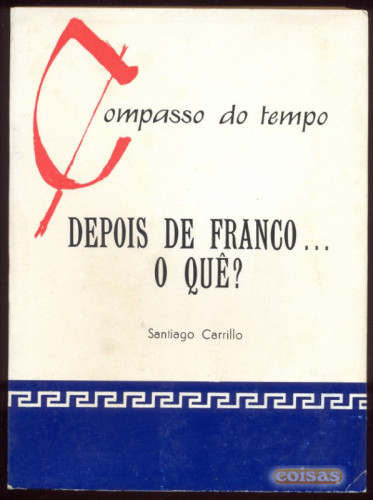 Compasso do tempo
DEPOIS DE FRANCO...
O QUÊ?
Santiago Carrillo
coisas